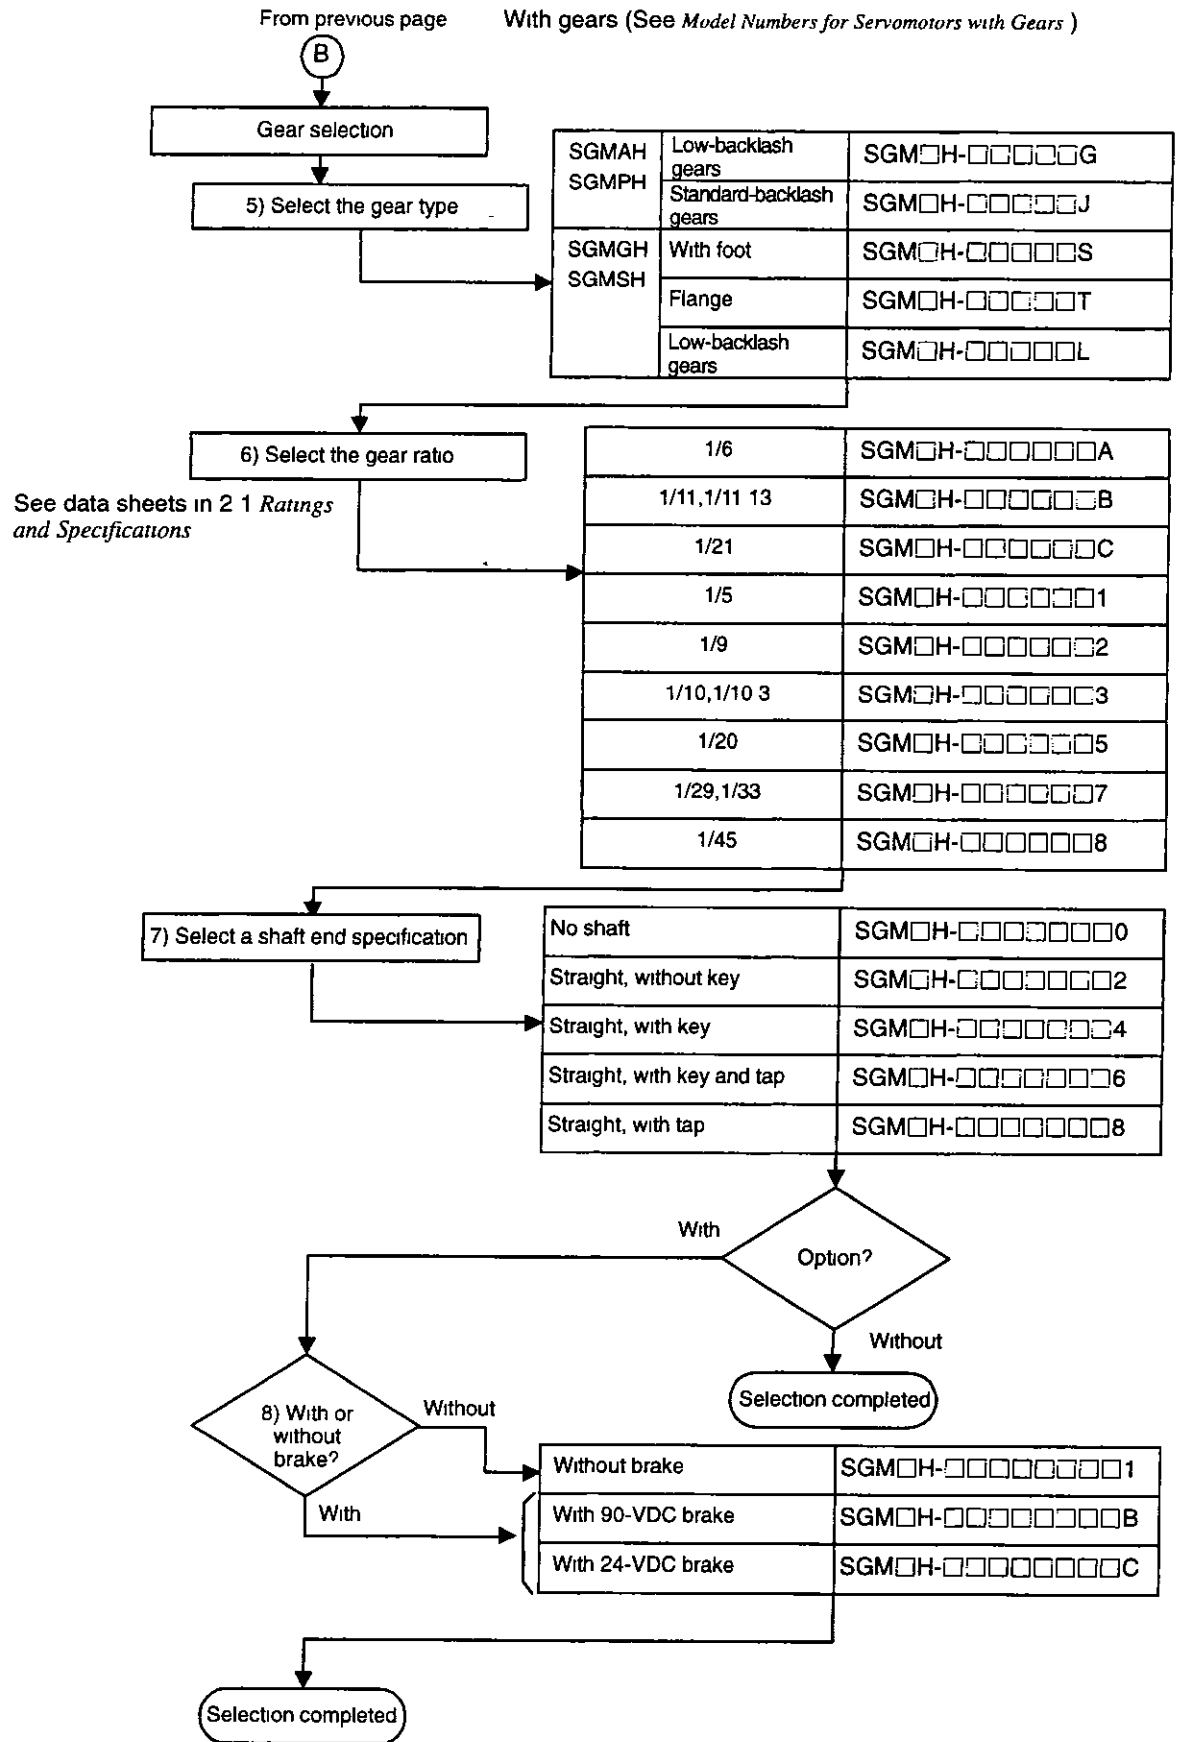 From previous page
With gears (See Model Numbers for Servomotors with Gears )
B
Gear selection
5) Select the gear type
SGMAH
SGMPH
Low-backlash
gears
SGM□H-□□□□□G
Standard-backlash
gears
SGM□H-□□□□□J
SGMGH
SGMSH
With foot
SGM□H-□□□□□S
Flange
SGM□H-□□□□□T
Low-backlash
gears
SGM□H-□□□□□L
6) Select the gear ratio
See data sheets in 2 1 Ratings
and Specifications
1/6 SGM□H-□□□□□□A
1/11,1/11 13 SGM□H-□□□□□□B
1/21 SGM□H-□□□□□□C
1/5 SGM□H-□□□□□□1
1/9 SGM□H-□□□□□□2
1/10,1/10 3 SGM□H-□□□□□□3
1/20 SGM□H-□□□□□□5
1/29,1/33 SGM□H-□□□□□□7
1/45 SGM□H-□□□□□□8
7) Select a shaft end specification
No shaft SGM□H-□□□□□□□0
Straight, without key SGM□H-□□□□□□□2
Straight, with key SGM□H-□□□□□□□4
Straight, with key and tap SGM□H-□□□□□□□6
Straight, with tap SGM□H-□□□□□□□8
With
Option?
Without
Selection completed
8) With or
without
brake?
Without
With
Without brake SGM□H-□□□□□□□□1
With 90-VDC brake SGM□H-□□□□□□□□B
With 24-VDC brake SGM□H-□□□□□□□□C
Selection completed